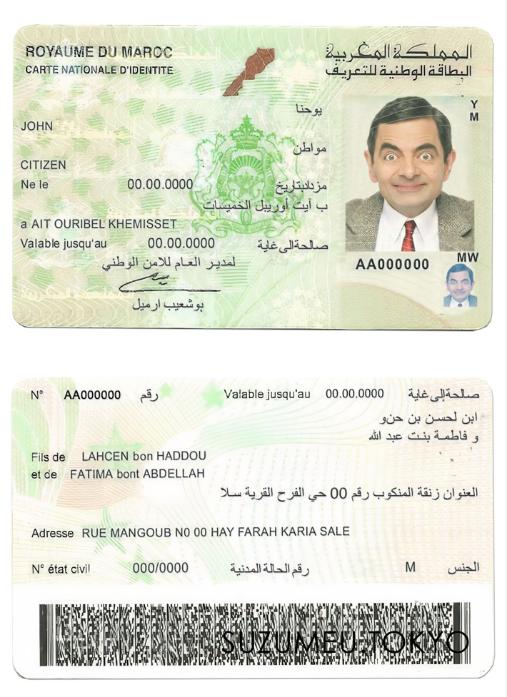 ROYAUME DU MAROC
المملكة المغربية
CARTE NATIONALE D'IDENTITE
البطاقة الوطنية للتعريف
يوحنا
JOHN
مواطن
CITIZEN
Ne le 00.00.0000 مزدادبتاريخ
ب أيت أوريبل الخميسات
a AIT OURIBEL KHEMISSET
Valable jusqu'au 00.00.0000 صالحةإلى غاية
لمدير العام للامن الوطني
بوشعيب ارميل
Y
M
AA000000
MW
N° AA000000 رقم
Valable jusqu'au 00.00.0000 صالحةإلى غاية
ابن لحسن بن حدو
و فاطمة بنت عبد الله
Fils de LAHCEN bon HADDOU
et de FATIMA bont ABDELLAH
العنوان زنقة المنكوب رقم 00 حي الفرح القرية سلا
Adresse RUE MANGOUB N0 00 HAY FARAH KARIA SALE
N° état civil 000/0000 رقم الحالة المدنية
M الجنس
SUZUMEU.TOKYO